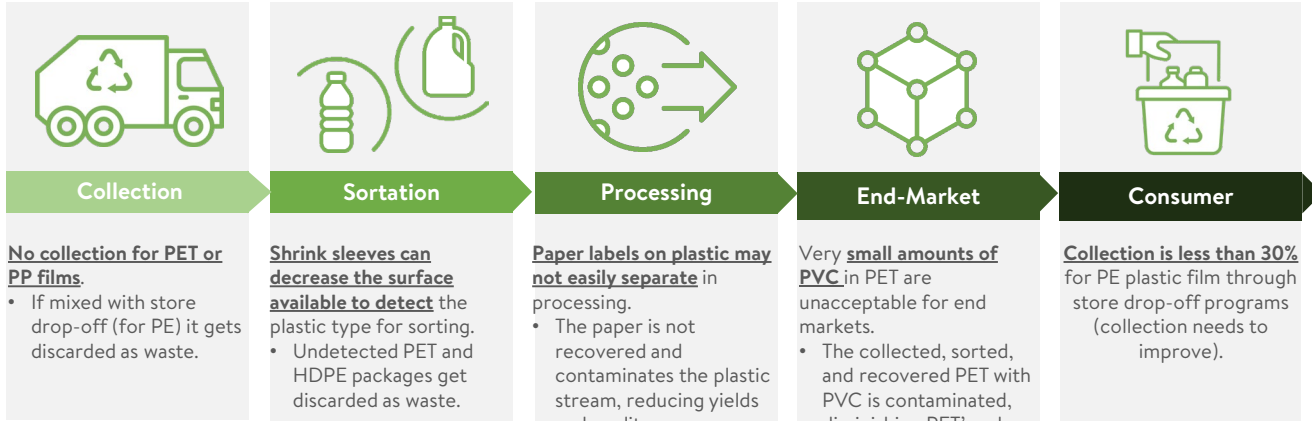 Collection
Sortation
Processing
End-Market
Consumer
No collection for PET or
PP films.
• If mixed with store
drop-off (for PE) it gets
discarded as waste.
Shrink sleeves can
decrease the surface
available to detect the
plastic type for sorting.
• Undetected PET and
HDPE packages get
discarded as waste.
Paper labels on plastic may
not easily separate in
processing.
• The paper is not
recovered and
contaminates the plastic
stream, reducing yields
Very small amounts of
PVC in PET are
unacceptable for end
markets.
• The collected, sorted,
and recovered PET with
PVC is contaminated,
Collection is less than 30%
for PE plastic film through
store drop-off programs
(collection needs to
improve).